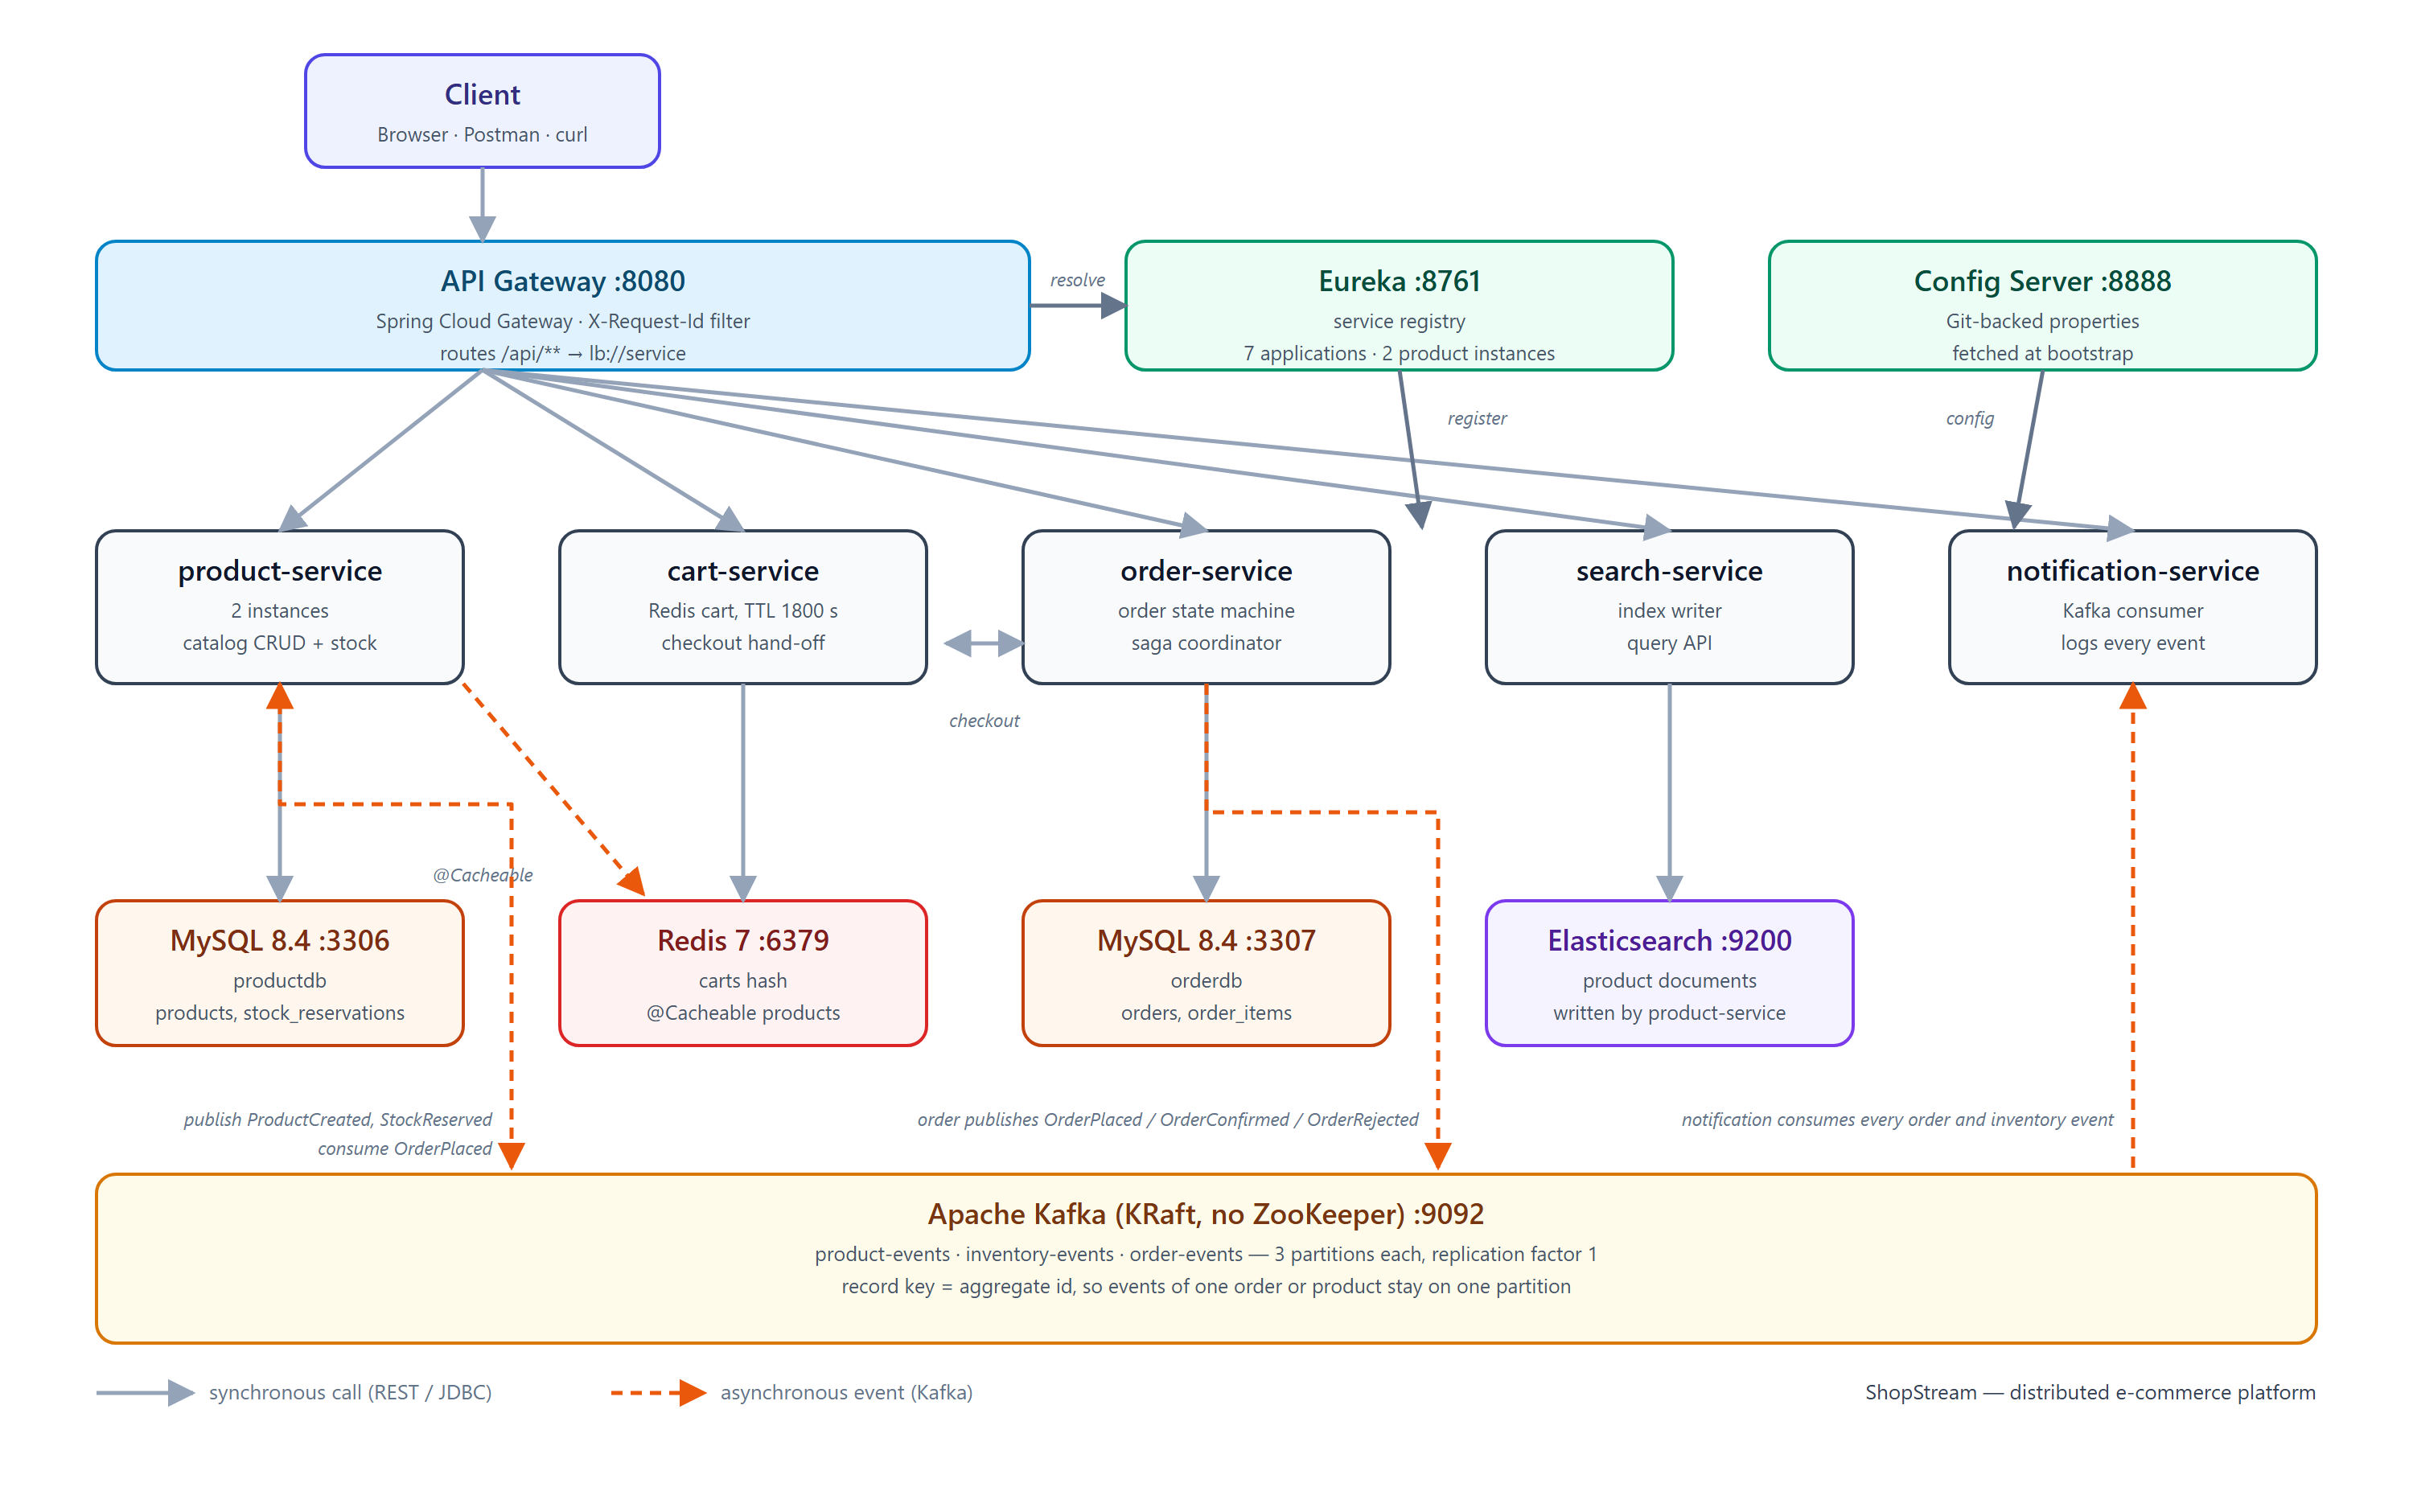 Client
Browser · Postman · curl
API Gateway :8080
Spring Cloud Gateway · X-Request-Id filter
routes /api/** → lb://service
resolve
Eureka :8761
service registry
7 applications · 2 product instances
Config Server :8888
Git-backed properties
fetched at bootstrap
register
config
product-service
2 instances
catalog CRUD + stock
cart-service
Redis cart, TTL 1800 s
checkout hand-off
order-service
order state machine
saga coordinator
search-service
index writer
query API
notification-service
Kafka consumer
logs every event
checkout
@Cacheable
MySQL 8.4 :3306
productdb
products, stock_reservations
Redis 7 :6379
carts hash
@Cacheable products
MySQL 8.4 :3307
orderdb
orders, order_items
Elasticsearch :9200
product documents
written by product-service
publish ProductCreated, StockReserved
consume OrderPlaced
order publishes OrderPlaced / OrderConfirmed / OrderRejected
notification consumes every order and inventory event
Apache Kafka (KRaft, no ZooKeeper) :9092
product-events · inventory-events · order-events — 3 partitions each, replication factor 1
record key = aggregate id, so events of one order or product stay on one partition
synchronous call (REST / JDBC)
asynchronous event (Kafka)
ShopStream — distributed e-commerce platform